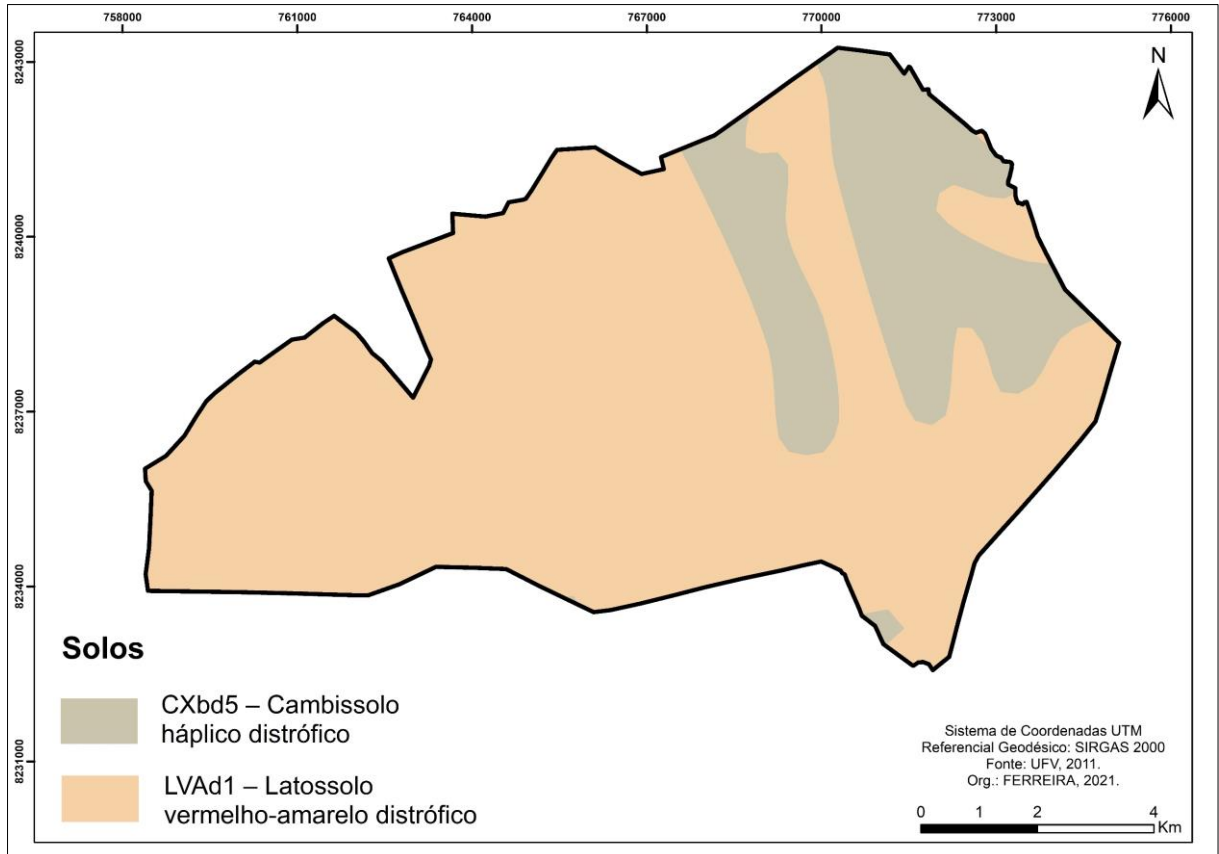 758000 761000 764000 767000 770000 773000 776000
8243000
8240000
8237000
8234000
8231000
N
Solos
CXbd5 – Cambissolo
háplico distrófico
LVAd1 – Latossolo
vermelho-amarelo distrófico
Sistema de Coordenadas UTM
Referencial Geodésico: SIRGAS 2000
Fonte: UFV, 2011.
Org.: FERREIRA, 2021.
0 1 2 4
Km